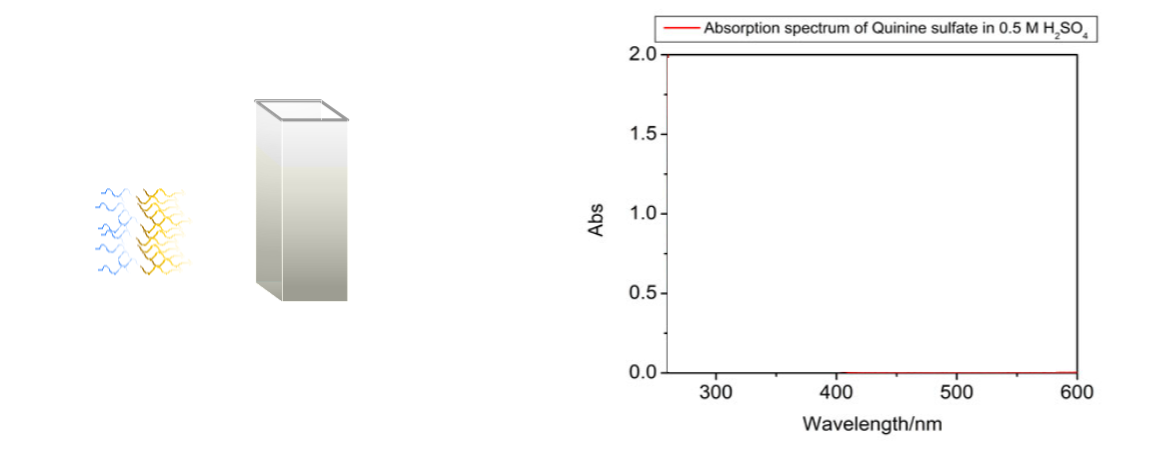 Absorption spectrum of Quinine sulfate in 0.5 M H₂SO₄
2.0
1.5
1.0
0.5
0.0
Abs
300 400 500 600
Wavelength/nm